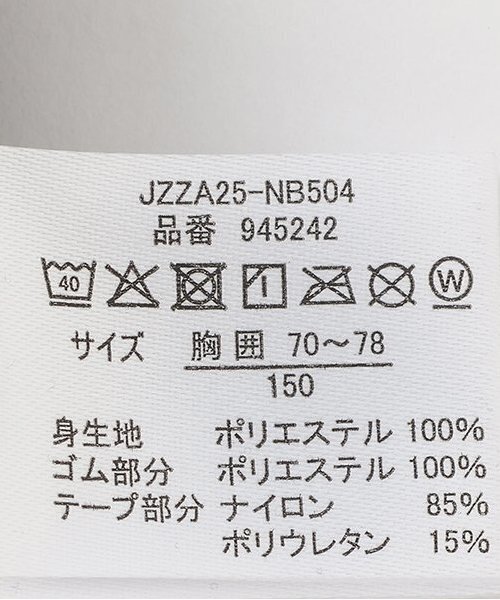 JZZA25-NB504
品番 945242
40 W
サイズ 胸囲 70～78
150
身生地 ポリエステル 100%
ゴム部分 ポリエステル 100%
テープ部分 ナイロン 85%
ポリウレタン 15%